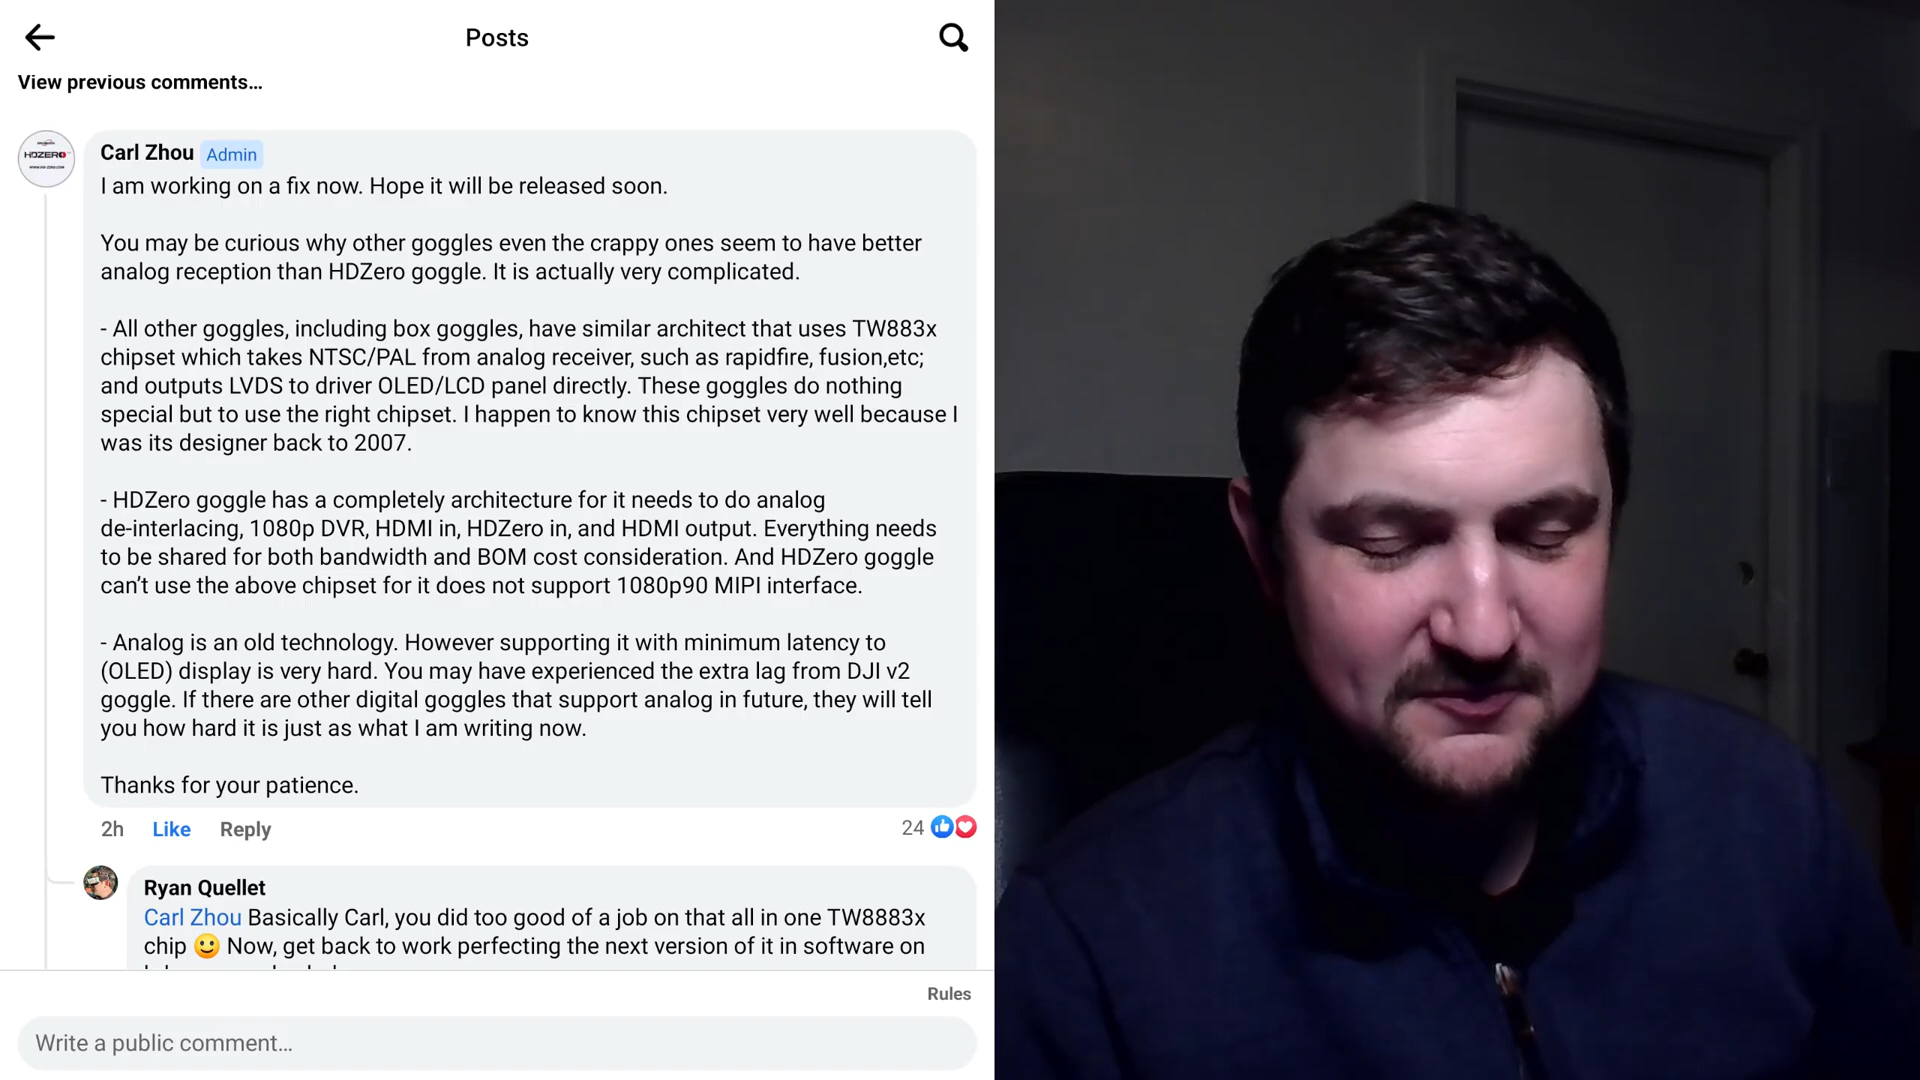 Posts
View previous comments...
HDZERO
Carl Zhou Admin
I am working on a fix now. Hope it will be released soon.
You may be curious why other goggles even the crappy ones seem to have better
analog reception than HDZero goggle. It is actually very complicated.
- All other goggles, including box goggles, have similar architect that uses TW883x
chipset which takes NTSC/PAL from analog receiver, such as rapidfire, fusion,etc;
and outputs LVDS to driver OLED/LCD panel directly. These goggles do nothing
special but to use the right chipset. I happen to know this chipset very well because I
was its designer back to 2007.
- HDZero goggle has a completely architecture for it needs to do analog
de-interlacing, 1080p DVR, HDMI in, HDZero in, and HDMI output. Everything needs
to be shared for both bandwidth and BOM cost consideration. And HDZero goggle
can't use the above chipset for it does not support 1080p90 MIPI interface.
- Analog is an old technology. However supporting it with minimum latency to
(OLED) display is very hard. You may have experienced the extra lag from DJI v2
goggle. If there are other digital goggles that support analog in future, they will tell
you how hard it is just as what I am writing now.
Thanks for your patience.
2h Like Reply 24
Ryan Quellet
Carl Zhou Basically Carl, you did too good of a job on that all in one TW8883x
chip 🙂 Now, get back to work perfecting the next version of it in software on
Rules
Write a public comment...